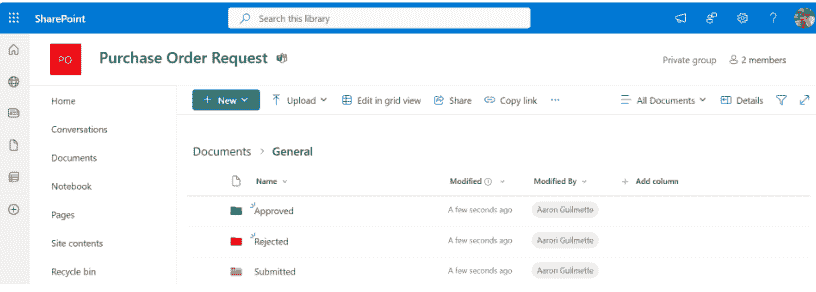 SharePoint
Search this library
?
PO
Purchase Order Request
Private group
2 members
Home
Conversations
Documents
Notebook
Pages
Site contents
Recycle bin
+ New
Upload
Edit in grid view
Share
Copy link
...
All Documents
Details
Documents > General
Name Modified Modified By + Add column
Approved A few seconds ago Aaron Guilmette
Rejected A few seconds ago Aaron Guilmette
Submitted A few seconds ago Aaron Guilmette